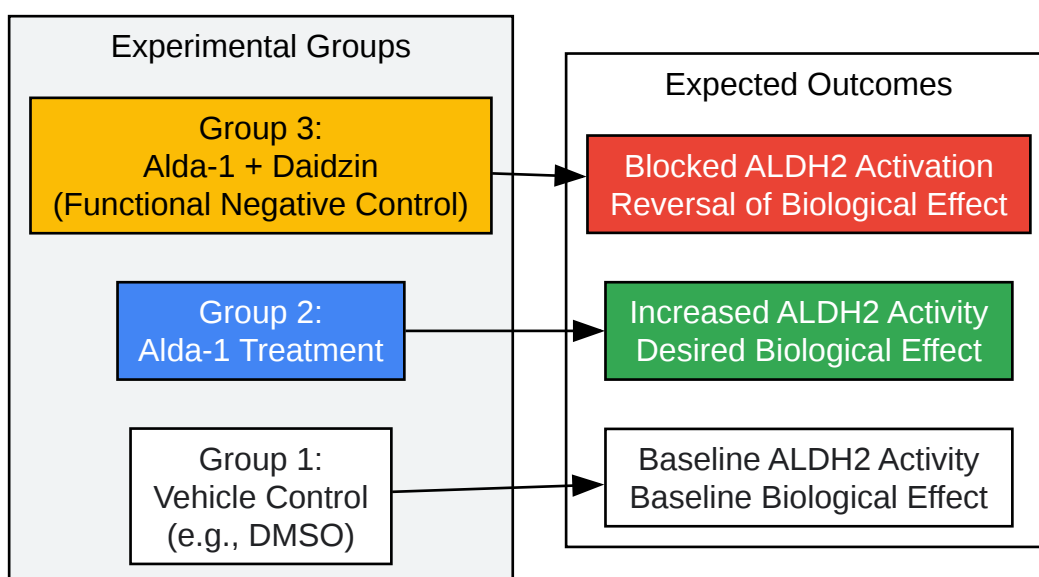 Experimental Groups
Group 3:
Alda-1 + Daidzin
(Functional Negative Control)
Group 2:
Alda-1 Treatment
Group 1:
Vehicle Control
(e.g., DMSO)
Expected Outcomes
Blocked ALDH2 Activation
Reversal of Biological Effect
Increased ALDH2 Activity
Desired Biological Effect
Baseline ALDH2 Activity
Baseline Biological Effect